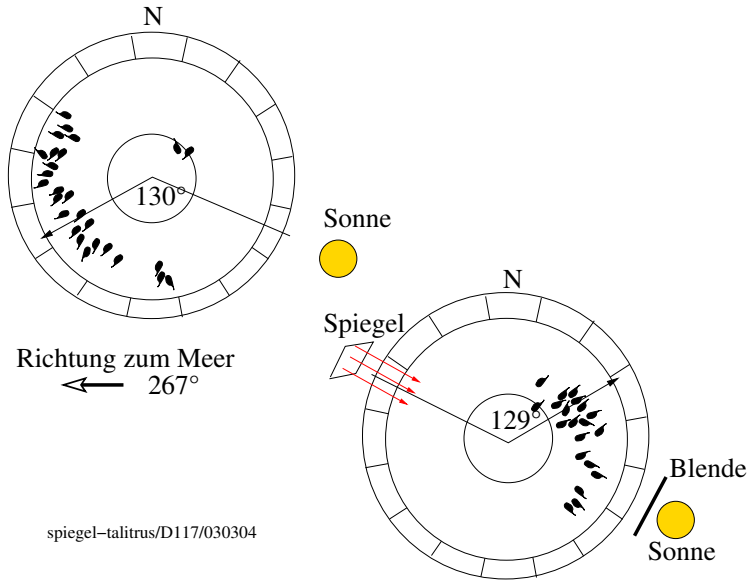 N
130°
Sonne
N
Spiegel
Richtung zum Meer
267°
129°
Blende
spiegel−talitrus/D117/030304
Sonne